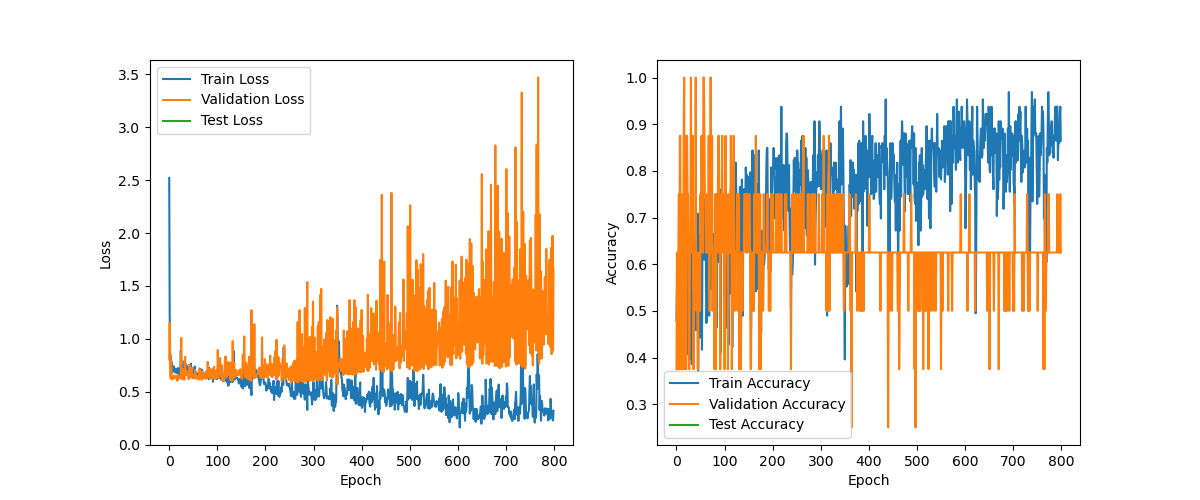 3.5
3.0
2.5
2.0
1.5
1.0
0.5
0.0
Loss
Train Loss
Validation Loss
Test Loss
0 100 200 300 400 500 600 700 800
Epoch
1.0
0.9
0.8
0.7
0.6
0.5
0.4
0.3
Accuracy
Train Accuracy
Validation Accuracy
Test Accuracy
0 100 200 300 400 500 600 700 800
Epoch